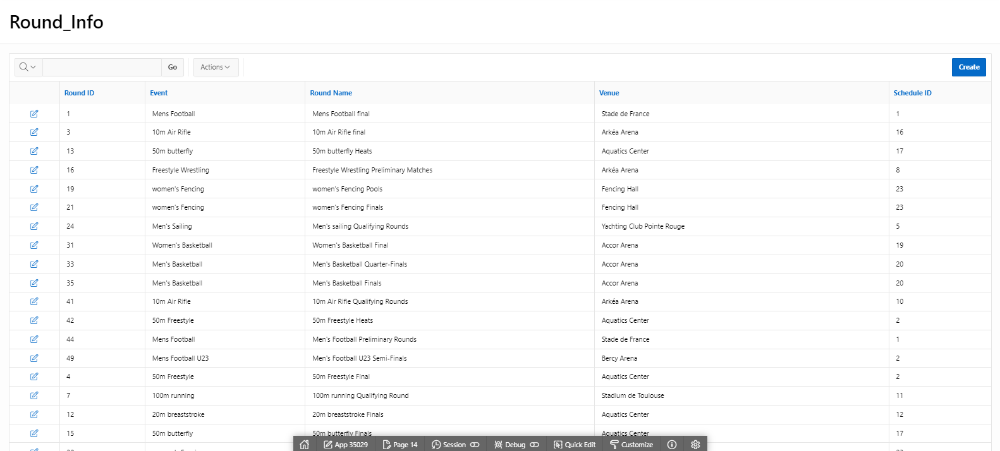 Round_Info
Go Actions Create
Round ID Event Round Name Venue Schedule ID
1 Mens Football Mens Football final Stade de France 1
3 10m Air Rifle 10m Air Rifle final Arkéa Arena 16
13 50m butterfly 50m butterfly Heats Aquatics Center 17
16 Freestyle Wrestling Freestyle Wrestling Preliminary Matches Arkéa Arena 8
19 women's Fencing women's Fencing Pools Fencing Hall 23
21 women's Fencing women's Fencing Finals Fencing Hall 23
24 Men's Sailing Men's sailing Qualifying Rounds Yachting Club Pointe Rouge 5
31 Women's Basketball Women's Basketball Final Accor Arena 19
33 Men's Basketball Men's Basketball Quarter-Finals Accor Arena 20
35 Men's Basketball Men's Basketball Finals Accor Arena 20
41 10m Air Rifle 10m Air Rifle Qualifying Rounds Arkéa Arena 10
42 50m Freestyle 50m Freestyle Heats Aquatics Center 2
44 Mens Football Men's Football Preliminary Rounds Stade de France 1
49 Mens Football U23 Men's Football U23 Semi-Finals Bercy Arena 2
4 50m Freestyle 50m Freestyle Final Aquatics Center 2
7 100m running 100m running Qualifying Round Stadium de Toulouse 11
12 20m breaststroke 20m breaststroke Finals Aquatics Center 12
15 50m butterfly 50m butterfly Finals Aquatics Center 17
App 35029 Page 14 Session Debug Quick Edit Customize